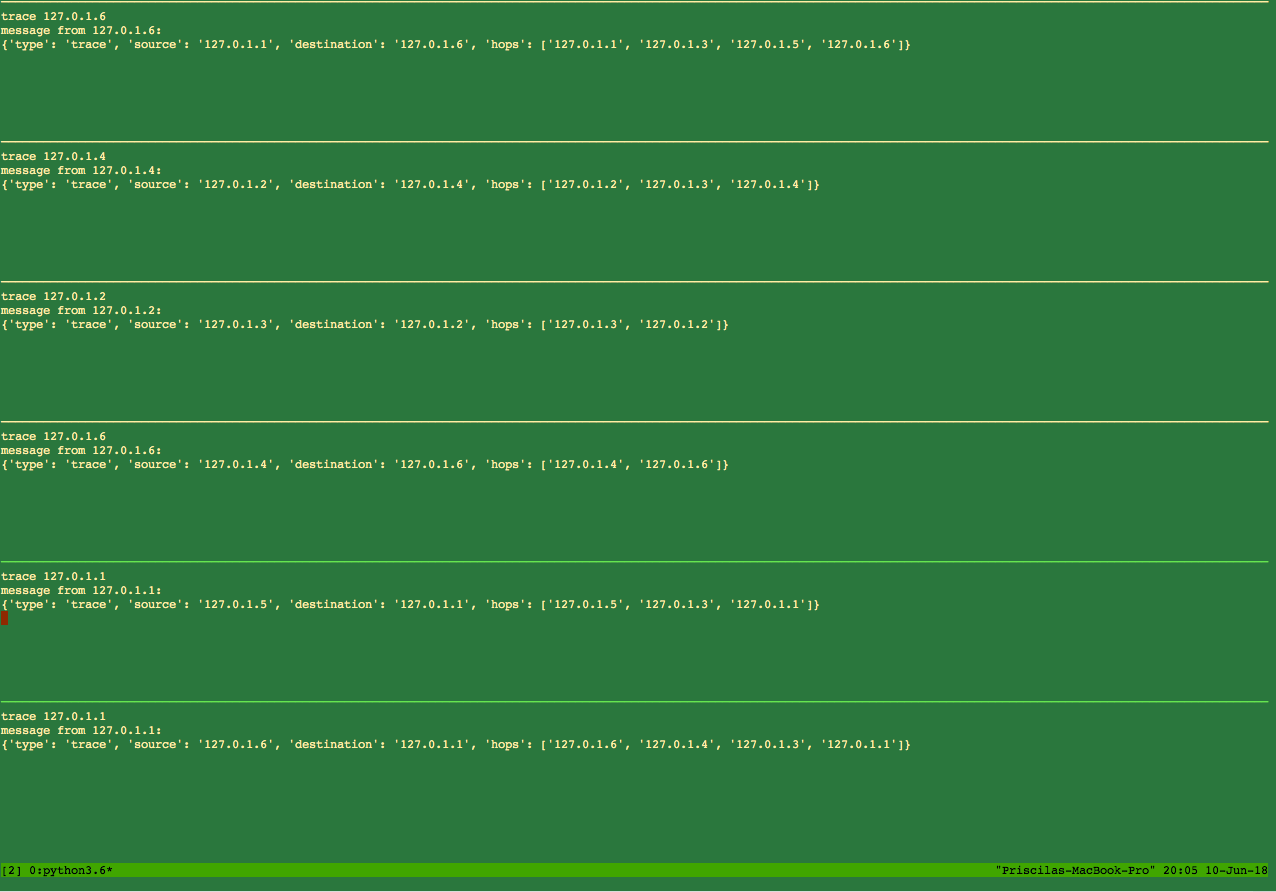 trace 127.0.1.6
message from 127.0.1.6:
{'type': 'trace', 'source': '127.0.1.1', 'destination': '127.0.1.6', 'hops': ['127.0.1.1', '127.0.1.3', '127.0.1.5', '127.0.1.6']}
trace 127.0.1.4
message from 127.0.1.4:
{'type': 'trace', 'source': '127.0.1.2', 'destination': '127.0.1.4', 'hops': ['127.0.1.2', '127.0.1.3', '127.0.1.4']}
trace 127.0.1.2
message from 127.0.1.2:
{'type': 'trace', 'source': '127.0.1.3', 'destination': '127.0.1.2', 'hops': ['127.0.1.3', '127.0.1.2']}
trace 127.0.1.6
message from 127.0.1.6:
{'type': 'trace', 'source': '127.0.1.4', 'destination': '127.0.1.6', 'hops': ['127.0.1.4', '127.0.1.6']}
trace 127.0.1.1
message from 127.0.1.1:
{'type': 'trace', 'source': '127.0.1.5', 'destination': '127.0.1.1', 'hops': ['127.0.1.5', '127.0.1.3', '127.0.1.1']}
trace 127.0.1.1
message from 127.0.1.1:
{'type': 'trace', 'source': '127.0.1.6', 'destination': '127.0.1.1', 'hops': ['127.0.1.6', '127.0.1.4', '127.0.1.3', '127.0.1.1']}
[2] 0:python3.6* "Priscilas-MacBook-Pro" 20:05 10-Jun-18